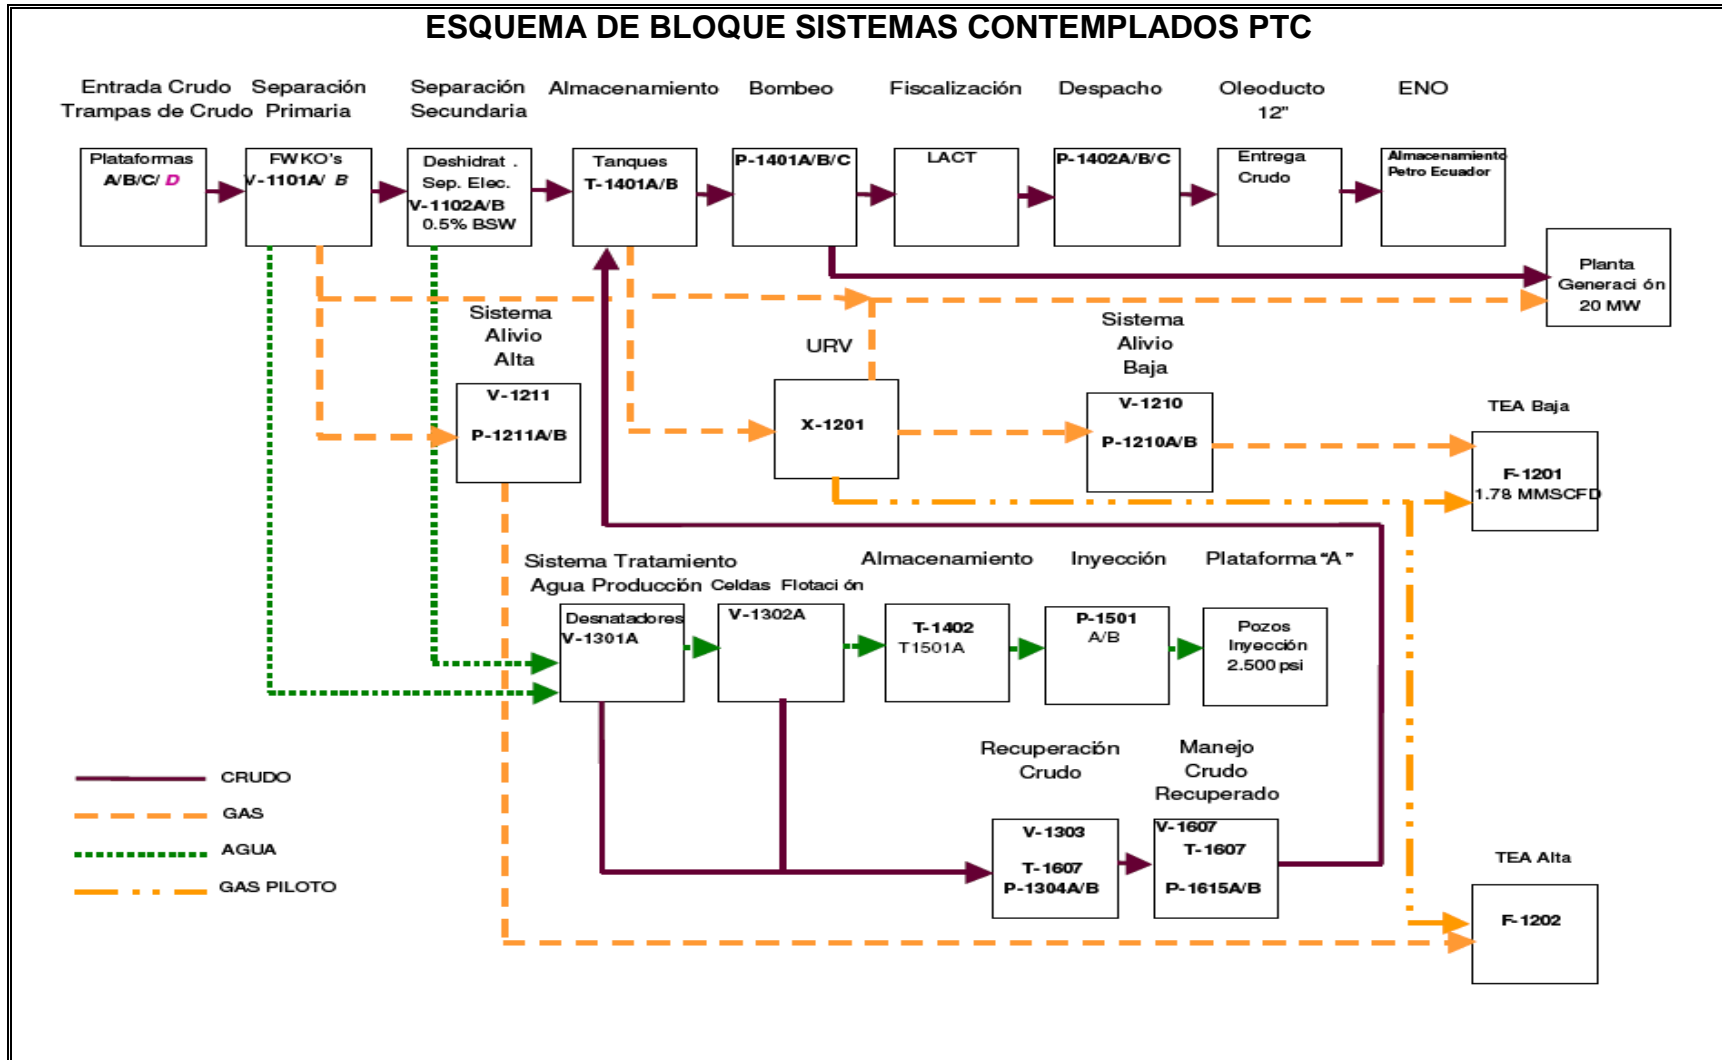 ESQUEMA DE BLOQUE SISTEMAS CONTEMPLADOS PTC
Entrada Crudo
Trampas de Crudo
Separación
Primaria
Separación
Secundaria
Almacenamiento
Bombeo
Fiscalización
Despacho
Oleoducto
12"
ENO
Plataformas
A/B/C/ D
FWKO's
V-1101A/ B
Deshidrat .
Sep. Elec.
V-1102A/B
0.5% BSW
Tanques
T-1401A/B
P-1401A/B/C
LACT
P-1402A/B/C
Entrega
Crudo
Almacenamiento
Petro Ecuador
Planta
Generaci ón
20 MW
Sistema
Alivio
Alta
V-1211
P-1211A/B
URV
X-1201
Sistema
Alivio
Baja
V-1210
P-1210A/B
TEA Baja
F-1201
1.78 MMSCFD
Sistema Tratamiento
Agua Producción
Celdas Flotaci ón
Almacenamiento
Inyección
Plataforma “A ”
Desnatadores
V-1301A
V-1302A
T-1402
T1501A
P-1501
A/B
Pozos
Inyección
2.500 psi
Recuperación
Crudo
Manejo
Crudo
Recuperado
V-1303
T-1607
P-1304A/B
V-1607
T-1607
P-1615A/B
TEA Alta
F-1202
CRUDO
GAS
AGUA
GAS PILOTO